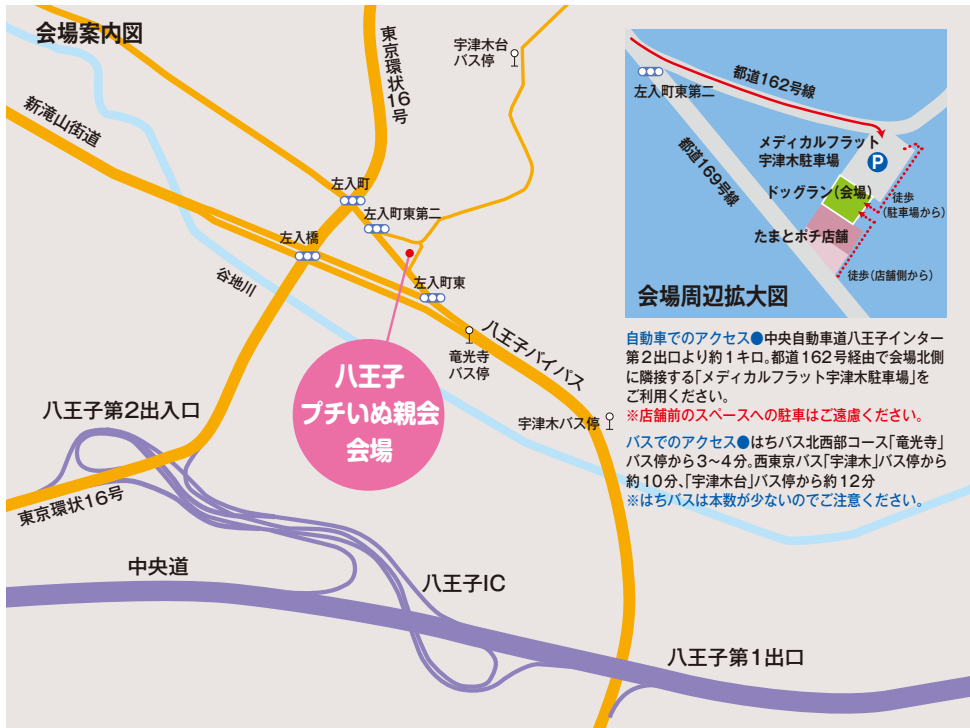 会場案内図
東京環状16号
宇津木台
バス停
新滝山街道
左入町
左入町東第二
左入橋
谷地川
左入町東
竜光寺
バス停
八王子バイパス
宇津木バス停
八王子
プチいぬ親会
会場
八王子第2出入口
東京環状16号
中央道
八王子IC
八王子第1出口
都道162号線
左入町東第二
都道169号線
メディカルフラット
宇津木駐車場
P
ドッグラン(会場)
徒歩
(駐車場から)
たまとポチ店舗
徒歩(店舗側から)
会場周辺拡大図
自動車でのアクセス●中央自動車道八王子インター
第2出口より約1キロ。都道162号経由で会場北側
に隣接する「メディカルフラット宇津木駐車場」を
ご利用ください。
※店舗前のスペースへの駐車はご遠慮ください。
バスでのアクセス●はちバス北西部コース「竜光寺」
バス停から3〜4分。西東京バス「宇津木」バス停から
約10分、「宇津木台」バス停から約12分
※はちバスは本数が少ないのでご注意ください。